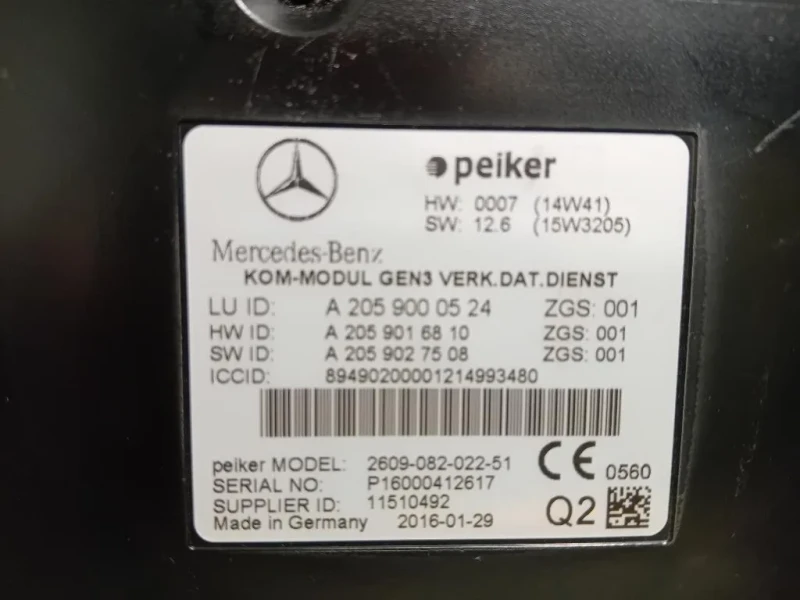 peiker
HW: 0007 (14W41)
SW: 12.6 (15W3205)
Mercedes-Benz
KOM-MODUL GEN3 VERK.DAT.DIENST
LU ID: A 205 900 05 24 ZGS: 001
HW ID: A 205 901 68 10 ZGS: 001
SW ID: A 205 902 75 08 ZGS: 001
ICCID: 89490200001214993480
peiker MODEL: 2609-082-022-51
SERIAL NO: P16000412617
SUPPLIER ID: 11510492
Made in Germany 2016-01-29
CE 0560
Q2